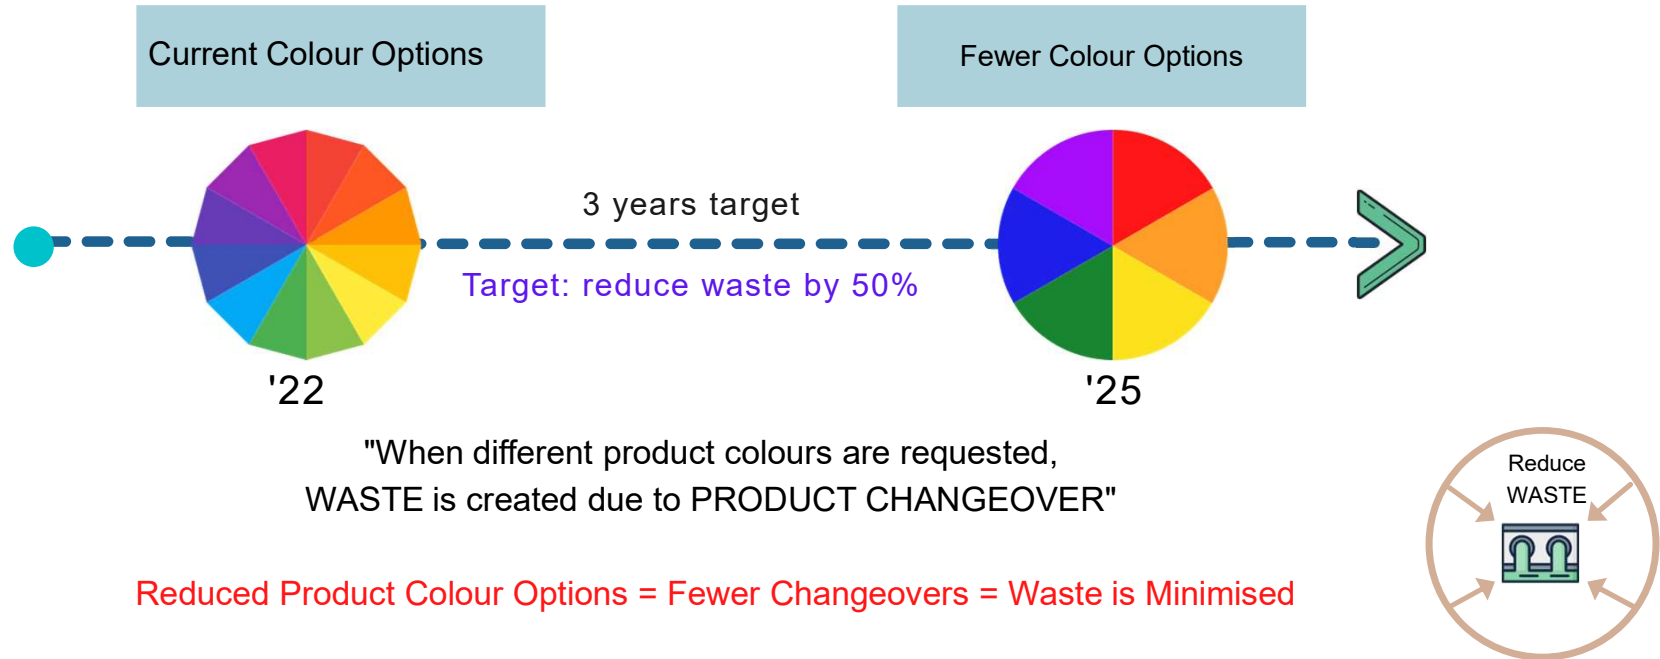 Current Colour Options
Fewer Colour Options
3 years target
Target: reduce waste by 50%
'22
'25
"When different product colours are requested,
WASTE is created due to PRODUCT CHANGEOVER"
Reduce
WASTE
Reduced Product Colour Options = Fewer Changeovers = Waste is Minimised